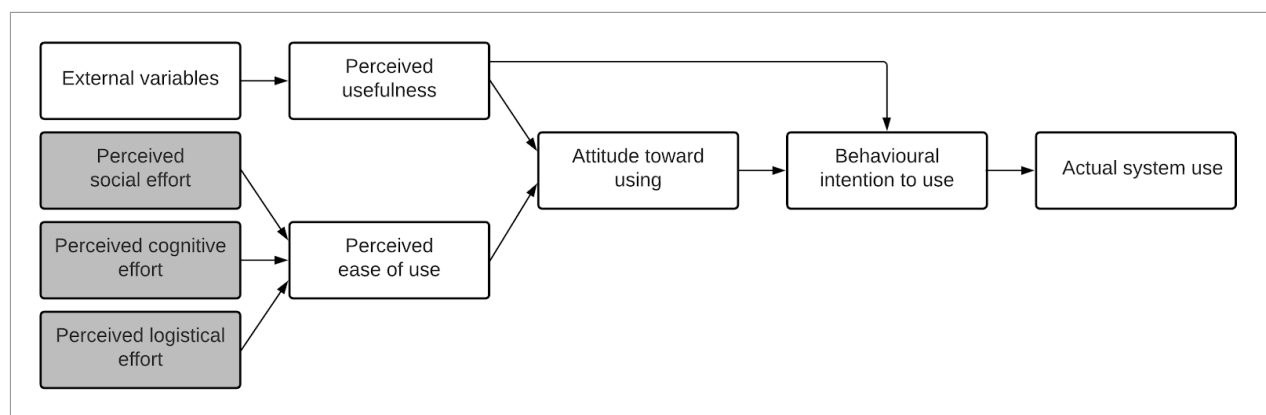 External variables
Perceived
usefulness
Perceived
social effort
Attitude toward
using
Behavioural
intention to use
Actual system use
Perceived cognitive
effort
Perceived
ease of use
Perceived logistical
effort